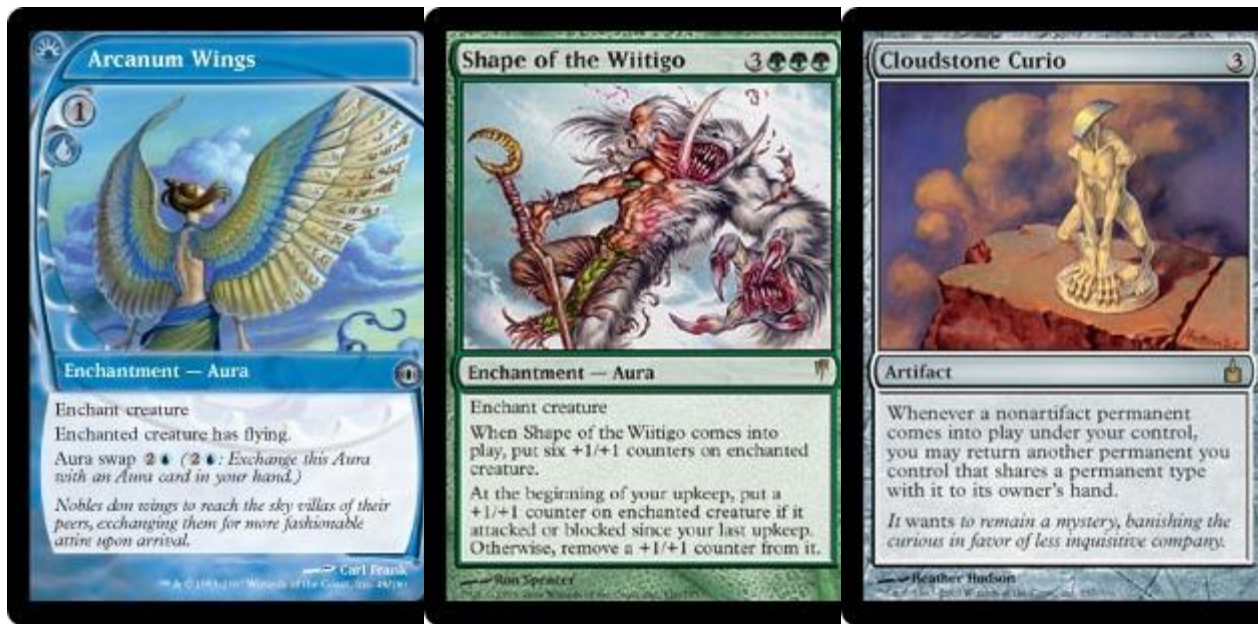 Arcanum Wings
1
Enchantment — Aura
Enchant creature
Enchanted creature has flying.
Aura swap 2 (2: Exchange this Aura
with an Aura card in your hand.)
Nobles don wings to reach the sky villas of their
peers, exchanging them for more fashionable
attire upon arrival.
Carl Frank
Shape of the Wiitigo 3
Enchantment — Aura
Enchant creature
When Shape of the Wiitigo comes into
play, put six +1/+1 counters on enchanted
creature.
At the beginning of your upkeep, put a
+1/+1 counter on enchanted creature if it
attacked or blocked since your last upkeep.
Otherwise, remove a +1/+1 counter from it.
Ron Spencer
Cloudstone Curio 3
Artifact
Whenever a nonartifact permanent
comes into play under your control,
you may return another permanent you
control that shares a permanent type
with it to its owner's hand.
It wants to remain a mystery, banishing the
curious in favor of less inquisitive company.
Heather Hudson